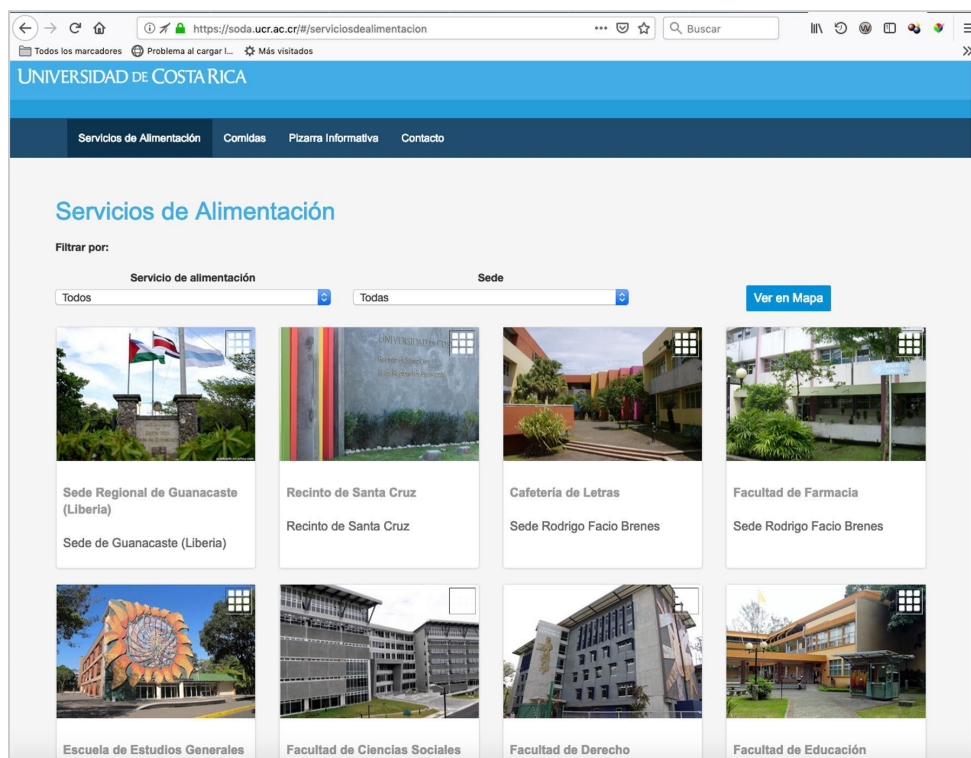 https://soda.ucr.ac.cr/#/serviciosdealimentacion
Buscar
Todos los marcadores Problema al cargar l... Más visitados
UNIVERSIDAD DE COSTA RICA
Servicios de Alimentación Comidas Pizarra Informativa Contacto
Servicios de Alimentación
Filtrar por:
Servicio de alimentación Sede
Todos Todas Ver en Mapa
Sede Regional de Guanacaste
(Liberia)
Sede de Guanacaste (Liberia)
Recinto de Santa Cruz
Recinto de Santa Cruz
Cafetería de Letras
Sede Rodrigo Facio Brenes
Facultad de Farmacia
Sede Rodrigo Facio Brenes
Escuela de Estudios Generales
Facultad de Ciencias Sociales
Facultad de Derecho
Facultad de Educación